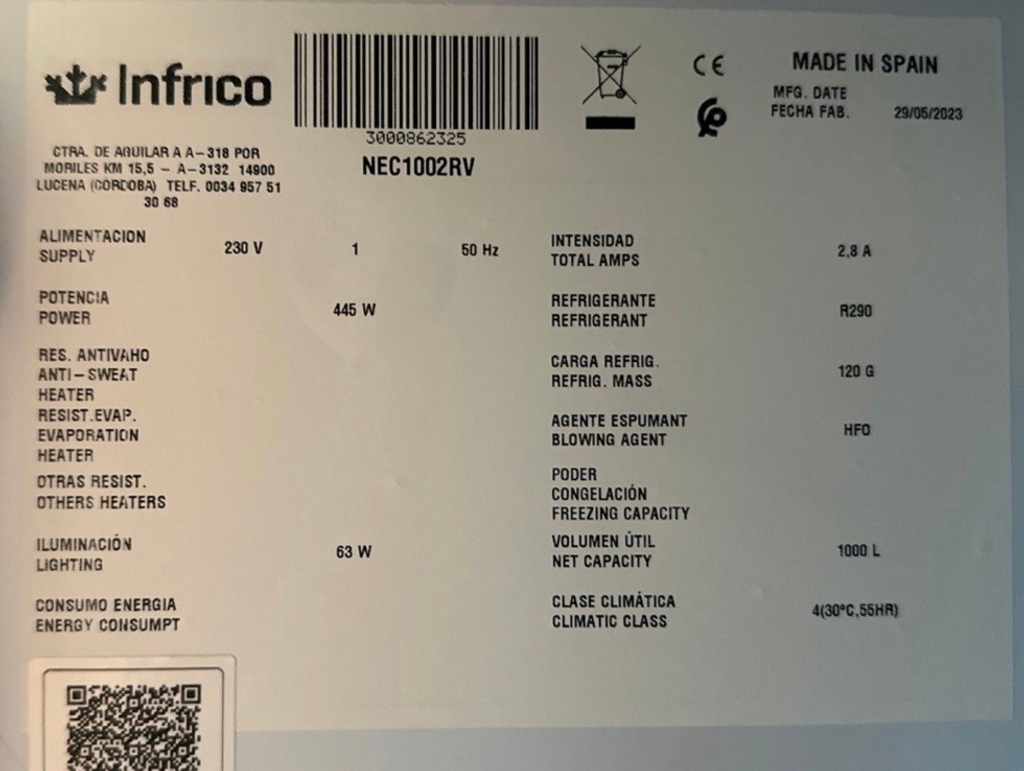 Infrico
3000862325
NEC1002RV
CE
MADE IN SPAIN
MFG. DATE
FECHA FAB. 29/05/2023
CTRA. DE AGUILAR A A-318 POR
MORILES KM 15,5 - A-3132 14900
LUCENA (CÓRDOBA) TELF. 0034 957 51
30 68
ALIMENTACION
SUPPLY 230 V 1 50 Hz
POTENCIA
POWER 445 W
RES. ANTIVAHO
ANTI-SWEAT
HEATER
RESIST.EVAP.
EVAPORATION
HEATER
OTRAS RESIST.
OTHERS HEATERS
ILUMINACIÓN
LIGHTING 63 W
CONSUMO ENERGIA
ENERGY CONSUMPT
INTENSIDAD
TOTAL AMPS 2,8 A
REFRIGERANTE
REFRIGERANT R290
CARGA REFRIG.
REFRIG. MASS 120 G
AGENTE ESPUMANT
BLOWING AGENT HFO
PODER
CONGELACIÓN
FREEZING CAPACITY
VOLUMEN ÚTIL
NET CAPACITY 1000 L
CLASE CLIMÁTICA
CLIMATIC CLASS 4(30ºC,55HR)